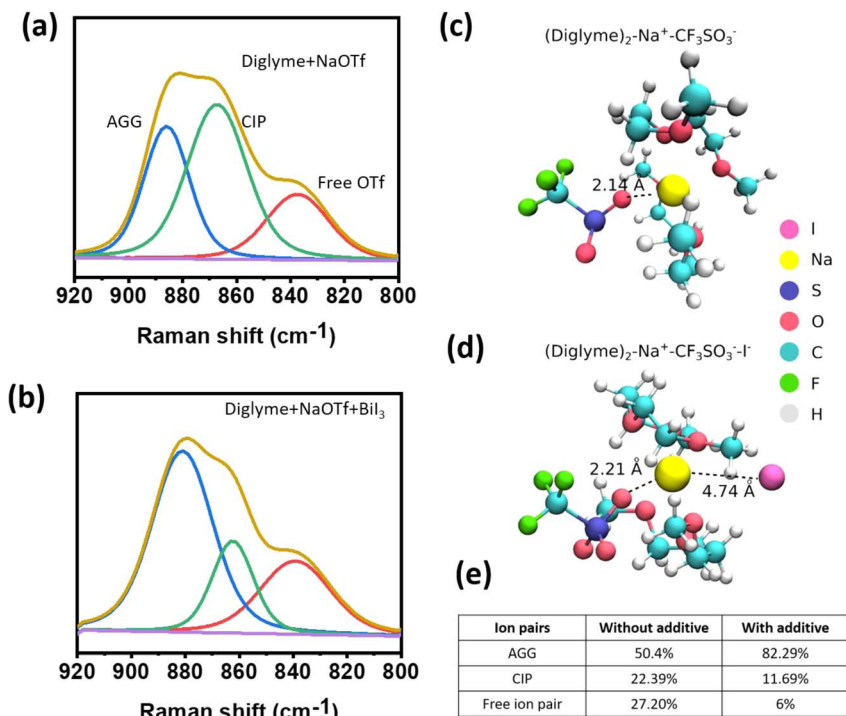 (a)
Diglyme+NaOTf
AGG
CIP
Free OTf
920 900 880 860 840 820 800
Raman shift (cm-1)
(b)
Diglyme+NaOTf+BiI3
920 900 880 860 840 820 800
Raman shift (cm-1)
(c)
(Diglyme)2-Na+-CF3SO3-
2.14 Å
I
Na
S
O
C
F
H
(d)
(Diglyme)2-Na+-CF3SO3--I-
2.21 Å
4.74 Å
(e)
Ion pairs Without additive With additive
AGG 50.4% 82.29%
CIP 22.39% 11.69%
Free ion pair 27.20% 6%